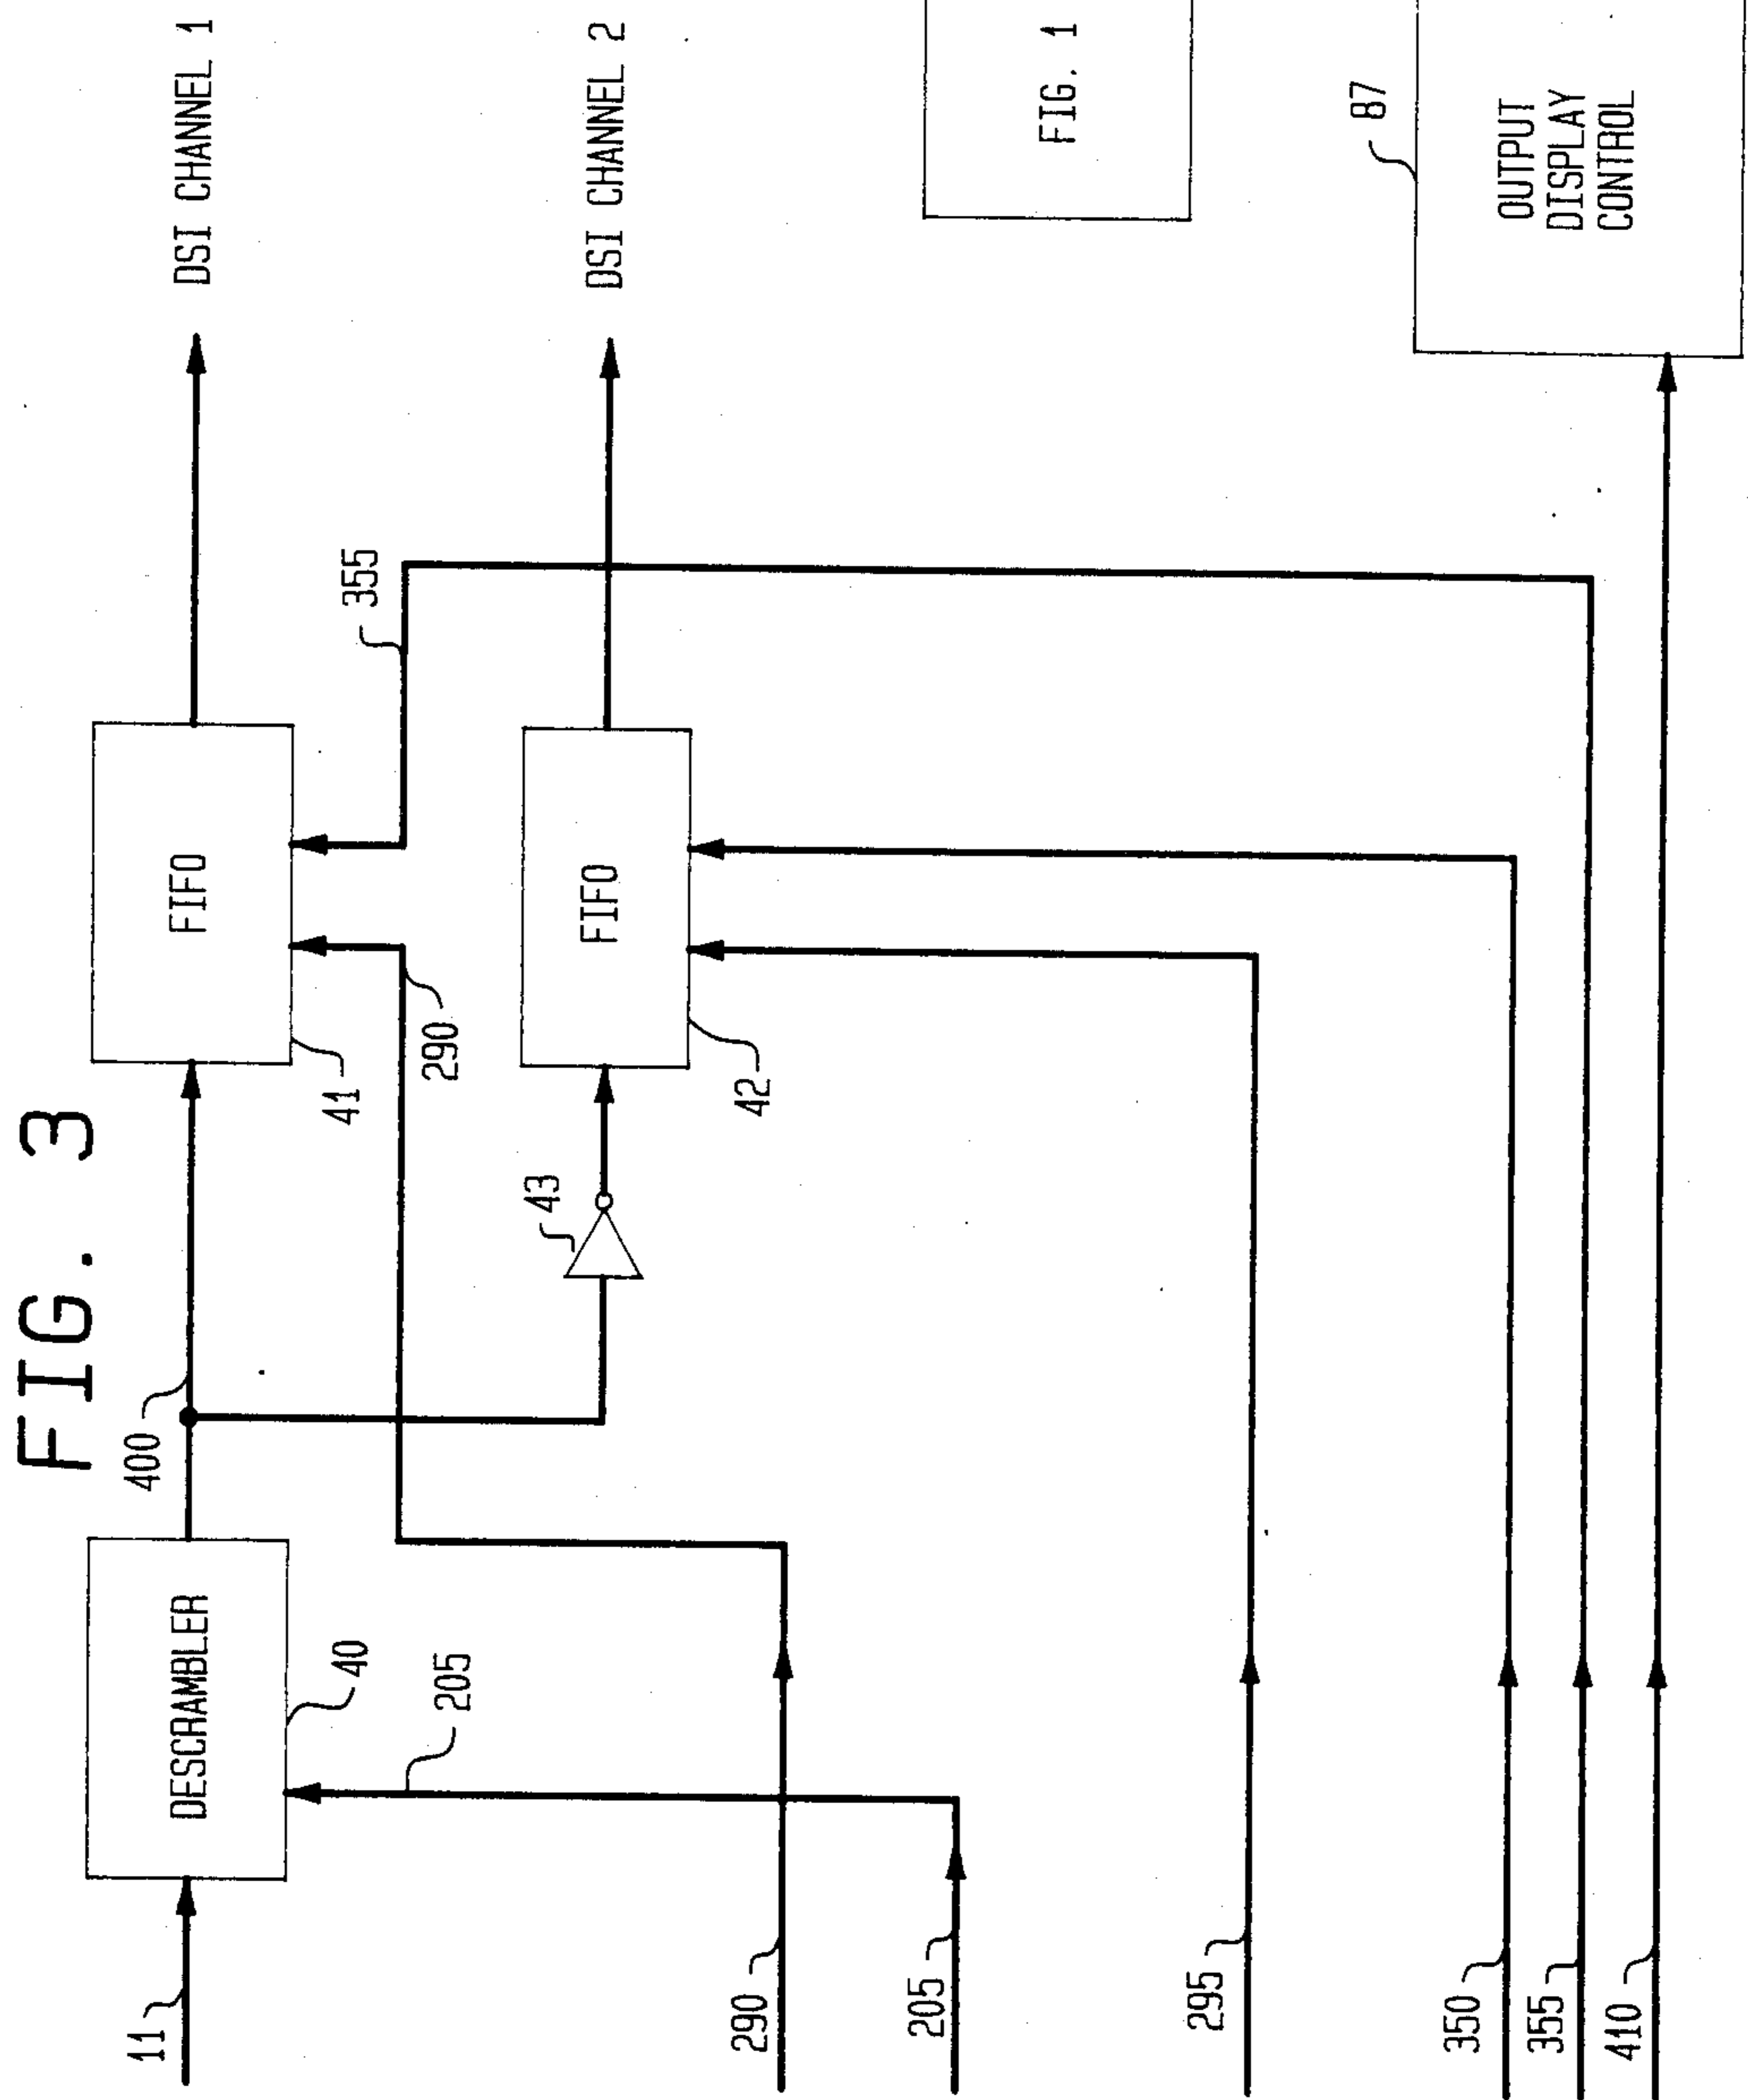 FIG. 3
11
DESCRAMBLER
40
205
400
FIFO
41
290
355
DSI CHANNEL 1
43
FIFO
42
DSI CHANNEL 2
290
205
295
350
355
410
FIG. 1
87
OUTPUT
DISPLAY
CONTROL